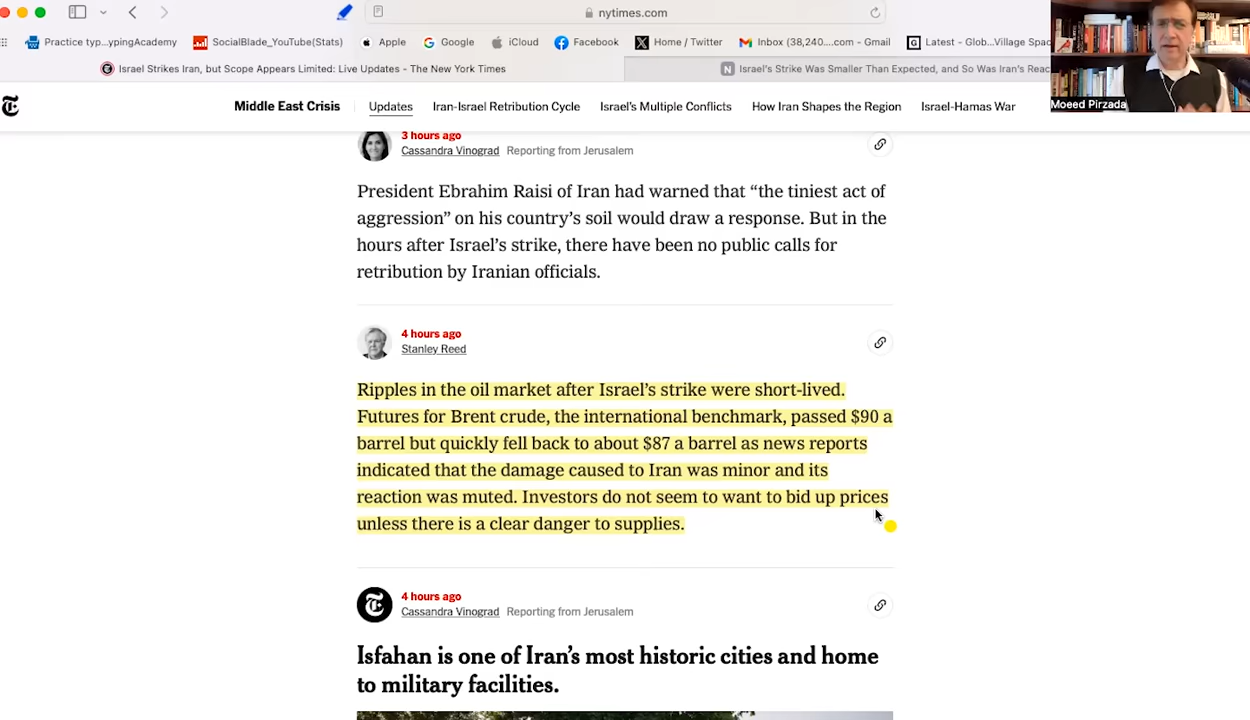 nytimes.com
Practice typ...ypingAcademy
SocialBlade_YouTube(Stats)
Apple
Google
iCloud
Facebook
Home / Twitter
Inbox (38,240....com - Gmail
Latest - Glob...Village Spac
Israel Strikes Iran, but Scope Appears Limited: Live Updates - The New York Times
Israel's Strike Was Smaller Than Expected, and So Was Iran's Reac
Moeed Pirzada
Middle East Crisis
Updates
Iran-Israel Retribution Cycle
Israel's Multiple Conflicts
How Iran Shapes the Region
Israel-Hamas War
3 hours ago
Cassandra Vinograd Reporting from Jerusalem
President Ebrahim Raisi of Iran had warned that “the tiniest act of
aggression” on his country’s soil would draw a response. But in the
hours after Israel’s strike, there have been no public calls for
retribution by Iranian officials.
4 hours ago
Stanley Reed
Ripples in the oil market after Israel’s strike were short-lived.
Futures for Brent crude, the international benchmark, passed $90 a
barrel but quickly fell back to about $87 a barrel as news reports
indicated that the damage caused to Iran was minor and its
reaction was muted. Investors do not seem to want to bid up prices
unless there is a clear danger to supplies.
4 hours ago
Cassandra Vinograd Reporting from Jerusalem
Isfahan is one of Iran’s most historic cities and home
to military facilities.